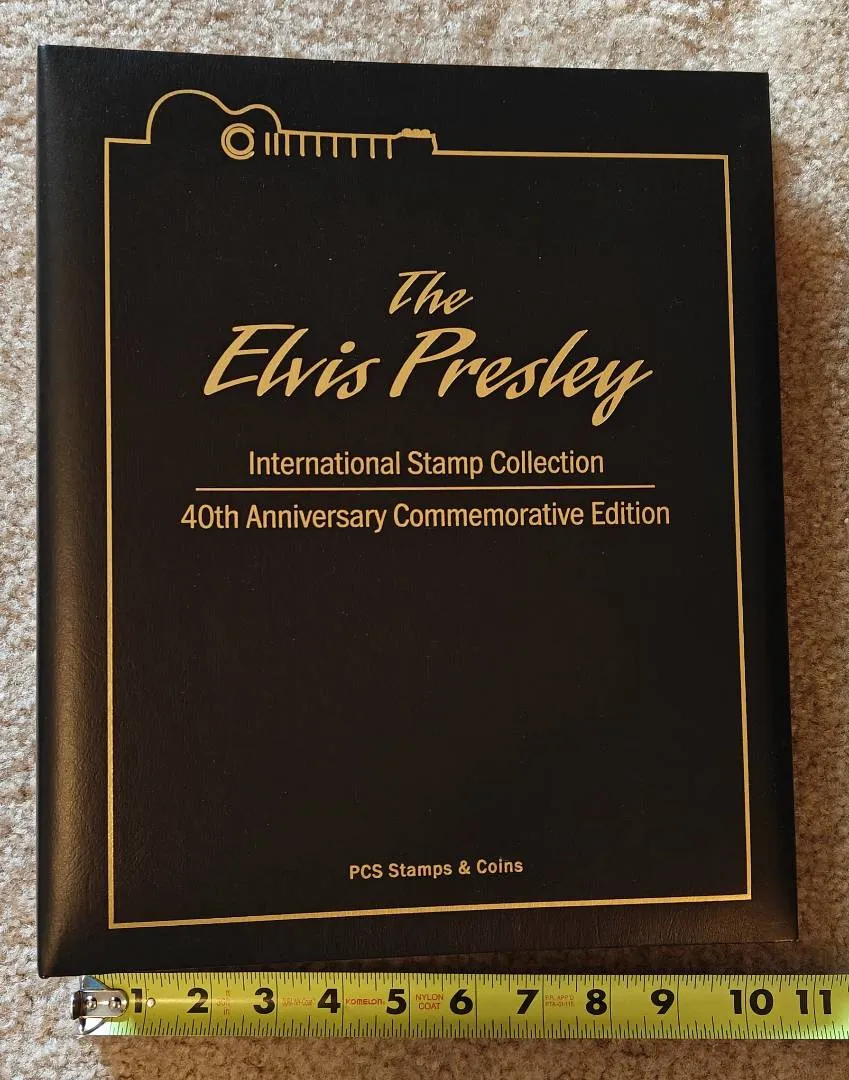 The
Elvis Presley
International Stamp Collection
40th Anniversary Commemorative Edition
PCS Stamps & Coins
1 2 3 4 KOMELON. 5 NYLON COAT 6 7 8 9 10 11